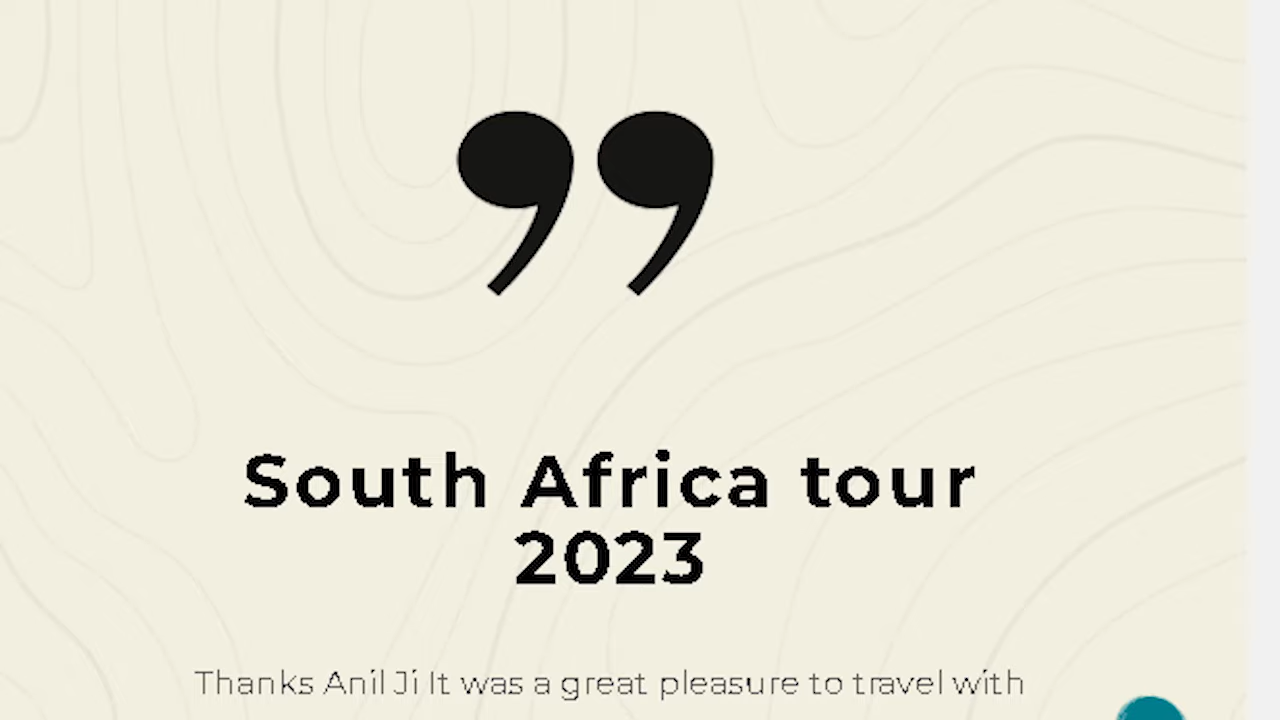 ”
South Africa tour
2023
Thanks Anil Ji It was a great pleasure to travel with